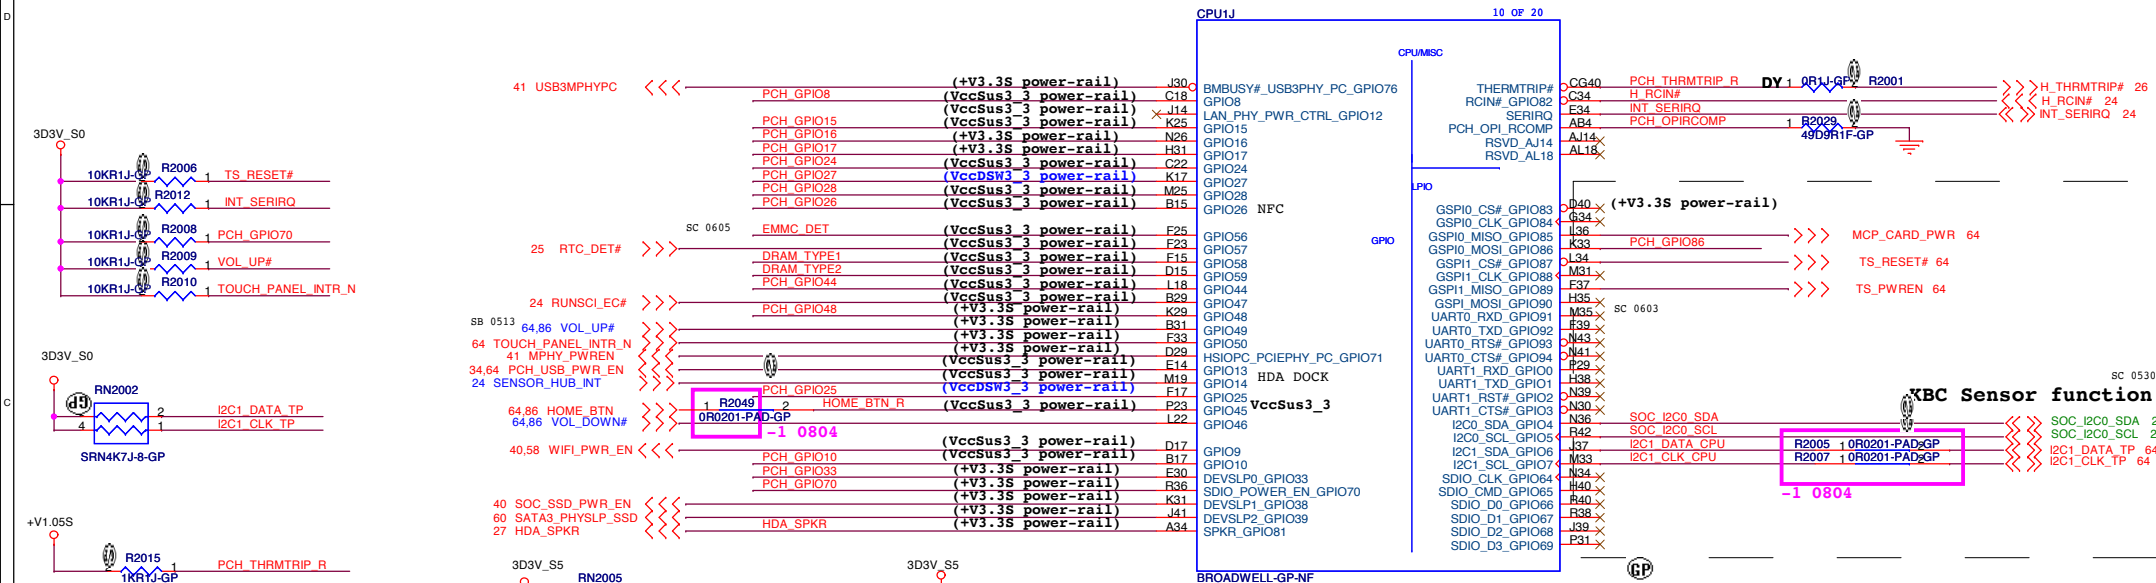 D
CPU1J
10 OF 20
CPU/MISC
41 USB3MPHYPC
(+V3.3S power-rail)
J30
BMBUSY#_USB3PHY_PC_GPIO76
THERMTRIP#
CG40
PCH_THRMTRIP_R
DY
1
0R1J-GP
R2001
H_THRMTRIP# 26
PCH_GPIO8
(VccSus3_3 power-rail)
C18
GPIO8
RCIN#_GPIO82
C34
H_RCIN#
H_RCIN# 24
(VccSus3_3 power-rail)
J14
LAN_PHY_PWR_CTRL_GPIO12
SERIRQ
E34
INT_SERIRQ
INT_SERIRQ 24
PCH_GPIO15
(VccSus3_3 power-rail)
K25
GPIO15
PCH_OPI_RCOMP
AB4
PCH_OPIRCOMP
1
R2029
49D9R1F-GP
PCH_GPIO16
(+V3.3S power-rail)
N26
GPIO16
RSVD_AJ14
AJ14
PCH_GPIO17
(+V3.3S power-rail)
H31
GPIO17
RSVD_AL18
AL18
PCH_GPIO24
(VccSus3_3 power-rail)
C22
GPIO24
PCH_GPIO27
(VccDSW3_3 power-rail)
K17
GPIO27
PCH_GPIO28
(VccSus3_3 power-rail)
M25
GPIO28
LPIO
PCH_GPIO26
(VccSus3_3 power-rail)
B15
GPIO26
NFC
GSPI0_CS#_GPIO83
D40
(+V3.3S power-rail)
GSPI0_CLK_GPIO84
G34
3D3V_S0
10KR1J-GP
R2006
1
TS_RESET#
10KR1J-GP
R2012
1
INT_SERIRQ
10KR1J-GP
R2008
1
PCH_GPIO70
10KR1J-GP
R2009
1
VOL_UP#
10KR1J-GP
R2010
1
TOUCH_PANEL_INTR_N
SC 0605
EMMC_DET
(VccSus3_3 power-rail)
F25
GPIO56
GSPI0_MISO_GPIO85
L36
MCP_CARD_PWR 64
25 RTC_DET#
(VccSus3_3 power-rail)
F23
GPIO57
GPIO
GSPI0_MOSI_GPIO86
K33
PCH_GPIO86
DRAM_TYPE1
(VccSus3_3 power-rail)
F15
GPIO58
GSPI1_CS#_GPIO87
L34
TS_RESET# 64
DRAM_TYPE2
(VccSus3_3 power-rail)
D15
GPIO59
GSPI1_CLK_GPIO88
M31
PCH_GPIO44
(VccSus3_3 power-rail)
L18
GPIO44
GSPI1_MISO_GPIO89
F37
TS_PWREN 64
24 RUNSCI_EC#
(VccSus3_3 power-rail)
B29
GPIO47
GSPI_MOSI_GPIO90
H35
SC 0603
PCH_GPIO48
(+V3.3S power-rail)
K29
GPIO48
UART0_RXD_GPIO91
M35
SB 0513
64,86 VOL_UP#
(+V3.3S power-rail)
B31
GPIO49
UART0_TXD_GPIO92
F39
64 TOUCH_PANEL_INTR_N
(+V3.3S power-rail)
F33
GPIO50
UART0_RTS#_GPIO93
N43
41 MPHY_PWREN
(+V3.3S power-rail)
D29
HSIOPC_PCIEPHY_PC_GPIO71
UART0_CTS#_GPIO94
N41
34,64 PCH_USB_PWR_EN
(VccSus3_3 power-rail)
E14
GPIO13
UART1_RXD_GPIO0
P29
24 SENSOR_HUB_INT
(VccSus3_3 power-rail)
M19
GPIO14
HDA DOCK
UART1_TXD_GPIO1
H38
PCH_GPIO25
(VccDSW3_3 power-rail)
F17
GPIO25
UART1_RST#_GPIO2
N39
64,86 HOME_BTN
1
R2049
2
HOME_BTN_R
(VccSus3_3 power-rail)
P23
GPIO45
VccSus3_3
UART1_CTS#_GPIO3
N30
64,86 VOL_DOWN#
0R0201-PAD-GP
L22
GPIO46
I2C0_SDA_GPIO4
N36
SOC_I2C0_SDA
SOC_I2C0_SDA 2
-1 0804
I2C0_SCL_GPIO5
R42
SOC_I2C0_SCL
SOC_I2C0_SCL 2
SC 0530
KBC Sensor function
40,58 WIFI_PWR_EN
(VccSus3_3 power-rail)
D17
GPIO9
I2C1_SDA_GPIO6
J37
I2C1_DATA_CPU
R2005
1
0R0201-PAD-GP
I2C1_DATA_TP 64
PCH_GPIO10
(VccSus3_3 power-rail)
B17
GPIO10
I2C1_SCL_GPIO7
M33
I2C1_CLK_CPU
R2007
1
0R0201-PAD-GP
I2C1_CLK_TP 64
-1 0804
PCH_GPIO33
(+V3.3S power-rail)
E30
DEVSLP0_GPIO33
SDIO_CLK_GPIO64
N34
PCH_GPIO70
(+V3.3S power-rail)
R36
SDIO_POWER_EN_GPIO70
SDIO_CMD_GPIO65
H40
40 SOC_SSD_PWR_EN
(+V3.3S power-rail)
K31
DEVSLP1_GPIO38
SDIO_D0_GPIO66
R40
60 SATA3_PHYSLP_SSD
(+V3.3S power-rail)
J41
DEVSLP2_GPIO39
SDIO_D1_GPIO67
R38
27 HDA_SPKR
HDA_SPKR
(+V3.3S power-rail)
A34
SPKR_GPIO81
SDIO_D2_GPIO68
J39
SDIO_D3_GPIO69
P31
C
3D3V_S0
RN2002
2
I2C1_DATA_TP
4
1
I2C1_CLK_TP
SRN4K7J-8-GP
+V1.05S
2
R2015
1
PCH_THRMTRIP_R
1KR1J-GP
3D3V_S5
RN2005
3D3V_S5
BROADWELL-GP-NF
GP